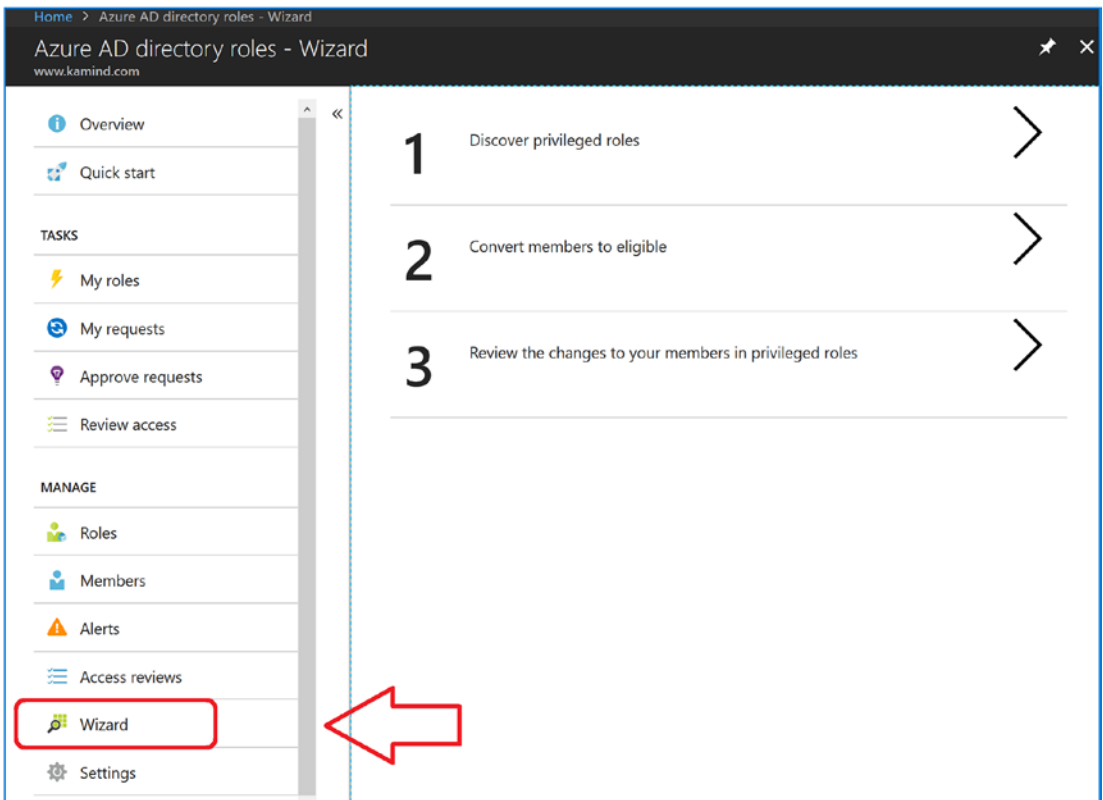 Home > Azure AD directory roles - Wizard
Azure AD directory roles - Wizard
www.kamind.com
Overview
Quick start
TASKS
My roles
My requests
Approve requests
Review access
MANAGE
Roles
Members
Alerts
Access reviews
Wizard
Settings
1 Discover privileged roles
2 Convert members to eligible
3 Review the changes to your members in privileged roles